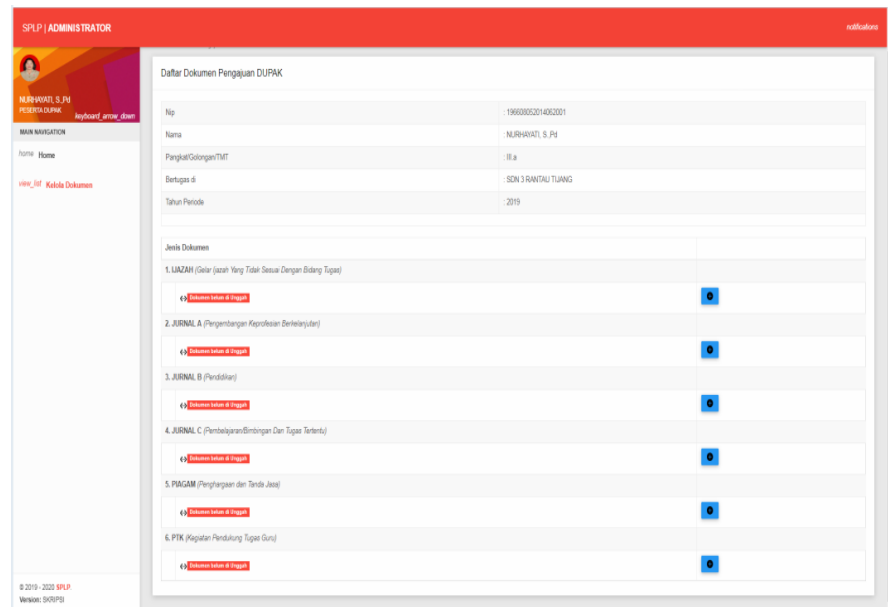 SPLP | ADMINISTRATOR
notifications
NURHAYATI, S.,Pd
PESERTA DUPAK
keyboard_arrow_down
MAIN NAVIGATION
home Home
view_list Kelola Dokumen
Daftar Dokumen Pengajuan DUPAK
Nip : 196608052014062001
Nama : NURHAYATI, S.,Pd
Pangkat/Golongan/TMT : III.a
Bertugas di : SDN 3 RANTAU TIJANG
Tahun Periode : 2019
Jenis Dokumen
1. IJAZAH (Gelar Ijazah Yang Tidak Sesuai Dengan Bidang Tugas)
Dokumen belum di Unggah
2. JURNAL A (Pengembangan Keprofesian Berkelanjutan)
Dokumen belum di Unggah
3. JURNAL B (Pendidikan)
Dokumen belum di Unggah
4. JURNAL C (Pembelajaran/Bimbingan Dan Tugas Tertentu)
Dokumen belum di Unggah
5. PIAGAM (Penghargaan dan Tanda Jasa)
Dokumen belum di Unggah
6. PTK (Kegiatan Pendukung Tugas Guru)
Dokumen belum di Unggah
© 2019 - 2020 SPLP.
Version: SKRIPSI